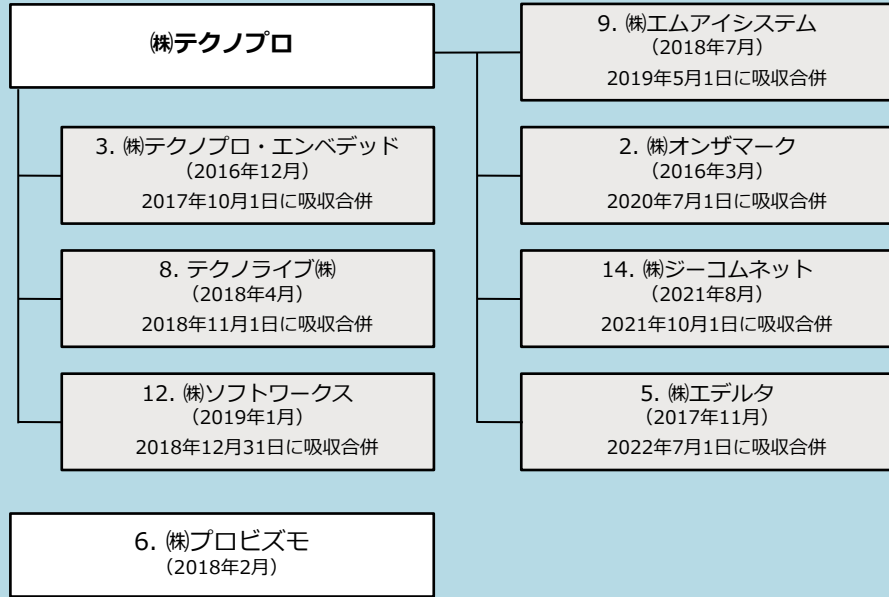 ㈱テクノプロ
3. ㈱テクノプロ・エンベデッド
（2016年12月）
2017年10月1日に吸収合併
8. テクノライブ㈱
（2018年4月）
2018年11月1日に吸収合併
12. ㈱ソフトワークス
（2019年1月）
2018年12月31日に吸収合併
9. ㈱エムアイシステム
（2018年7月）
2019年5月1日に吸収合併
2. ㈱オンザマーク
（2016年3月）
2020年7月1日に吸収合併
14. ㈱ジーコムネット
（2021年8月）
2021年10月1日に吸収合併
5. ㈱エデルタ
（2017年11月）
2022年7月1日に吸収合併
6. ㈱プロビズモ
（2018年2月）